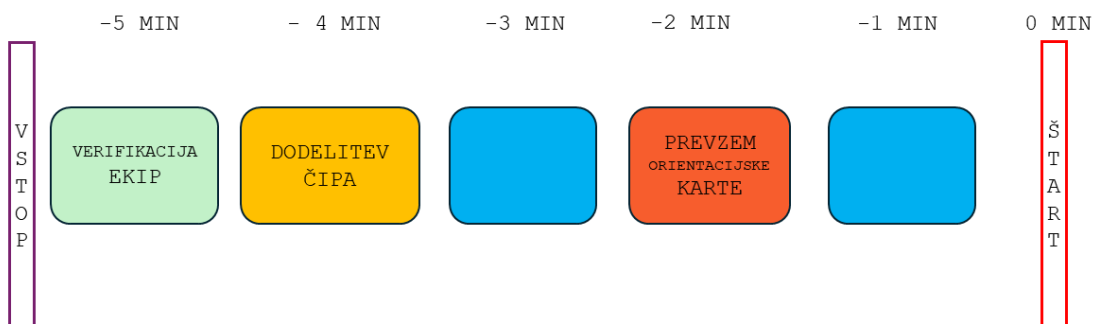 -5 MIN
- 4 MIN
-3 MIN
-2 MIN
-1 MIN
0 MIN
VSTOP
VERIFIKACIJA
EKIP
DODELITEV
ČIPA
PREVZEM
ORIENTACIJSKE
KARTE
ŠTART